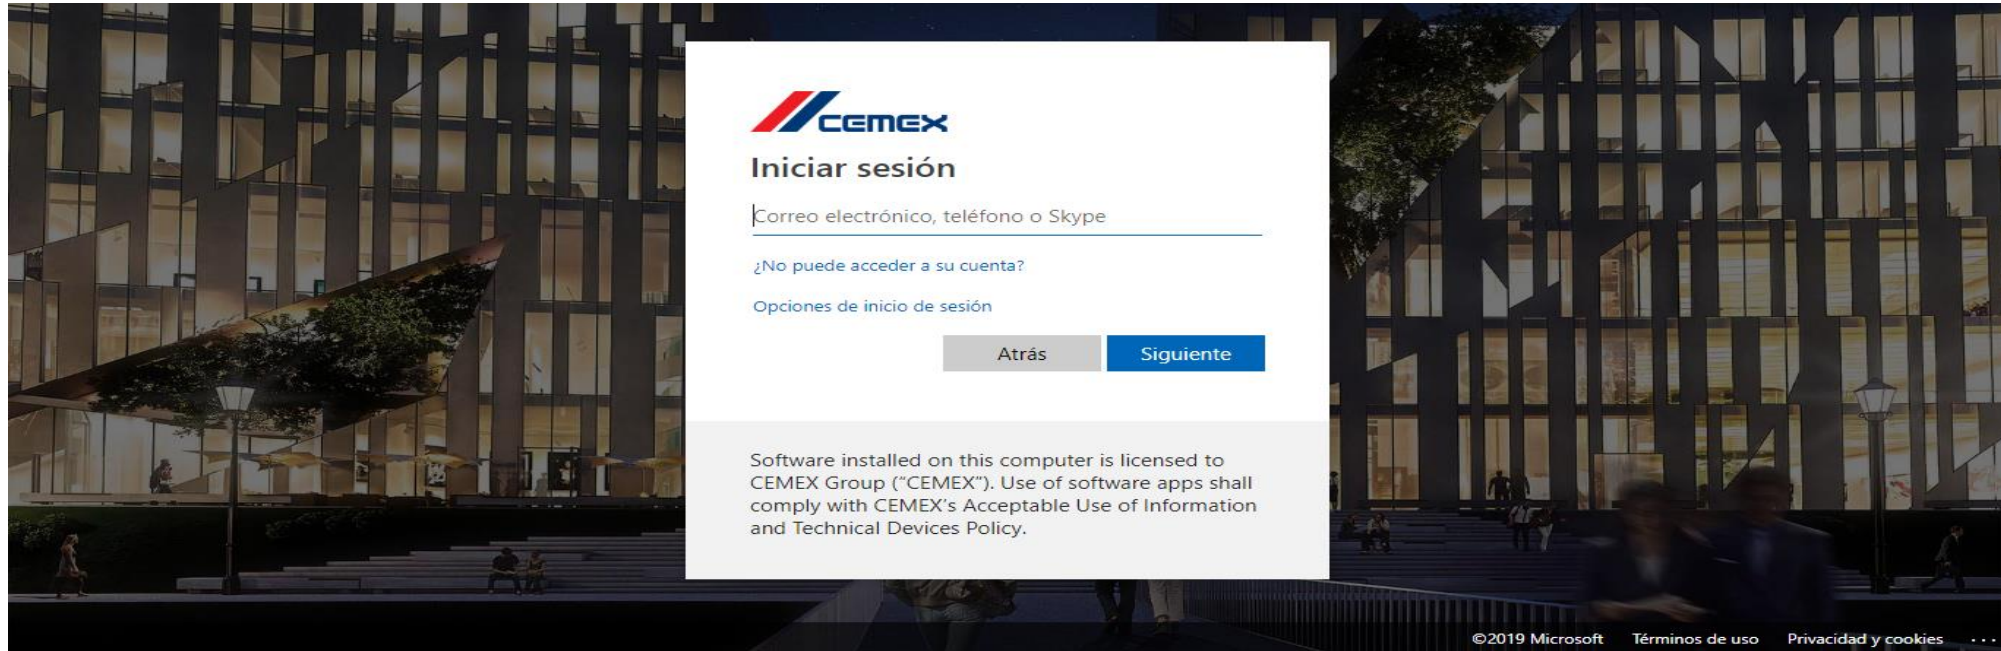 CEMEX
Iniciar sesión
Correo electrónico, teléfono o Skype
¿No puede acceder a su cuenta?
Opciones de inicio de sesión
Atrás
Siguiente
Software installed on this computer is licensed to
CEMEX Group (“CEMEX”). Use of software apps shall
comply with CEMEX’s Acceptable Use of Information
and Technical Devices Policy.
©2019 Microsoft Términos de uso Privacidad y cookies ...